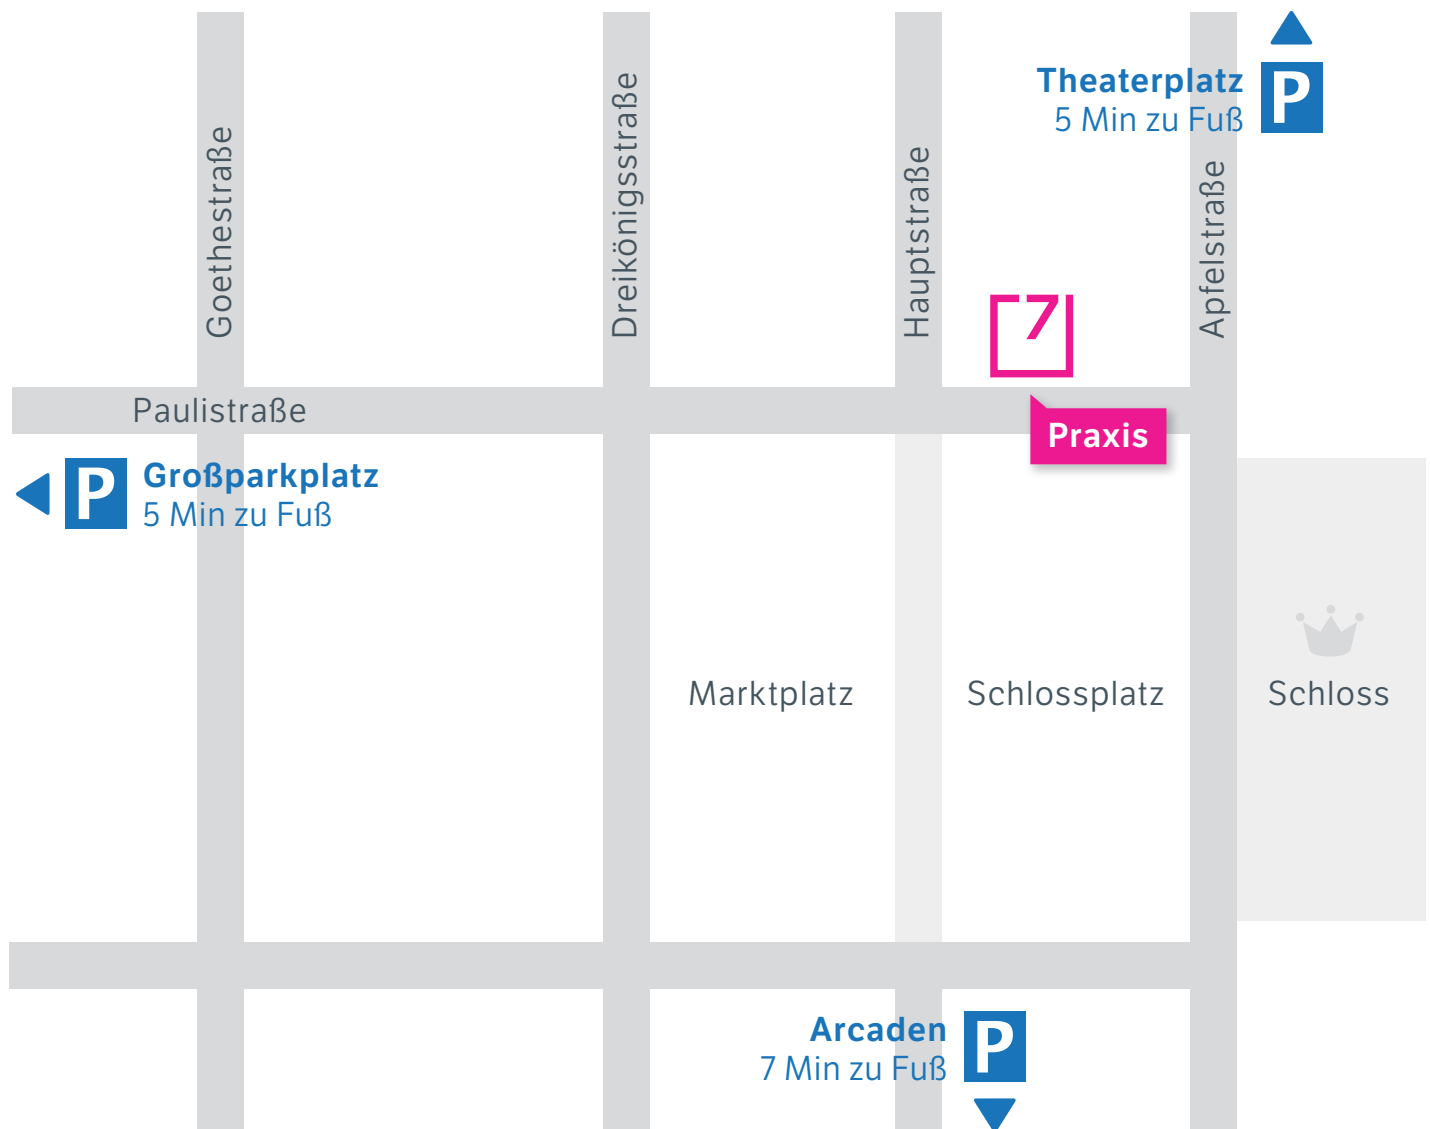 Theaterplatz
5 Min zu Fuß
P
Goethestraße
Dreikönigsstraße
Hauptstraße
Apfelstraße
7
Paulistraße
Praxis
P
Großparkplatz
5 Min zu Fuß
Marktplatz
Schlossplatz
Schloss
Arcaden
7 Min zu Fuß
P